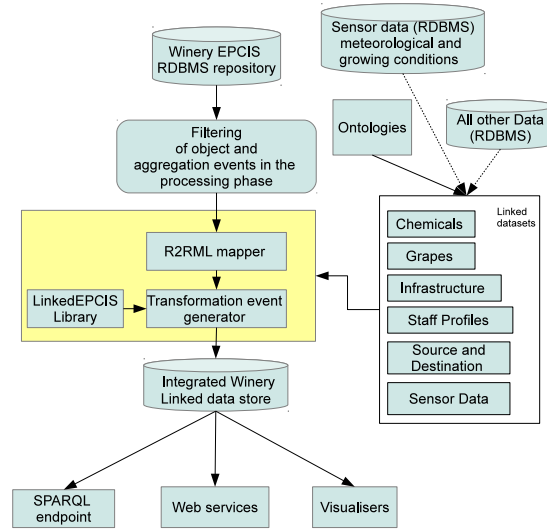 Winery EPCIS
RDBMS repository
Sensor data (RDBMS)
meteorological and
growing conditions
Filtering
of object and
aggregation events in the
processing phase
Ontologies
All other Data
(RDBMS)
Linked
datasets
Chemicals
Grapes
Infrastructure
Staff Profiles
Source and
Destination
Sensor Data
R2RML mapper
LinkedEPCIS
Library
Transformation event
generator
Integrated Winery
Linked data store
SPARQL
endpoint
Web services
Visualisers